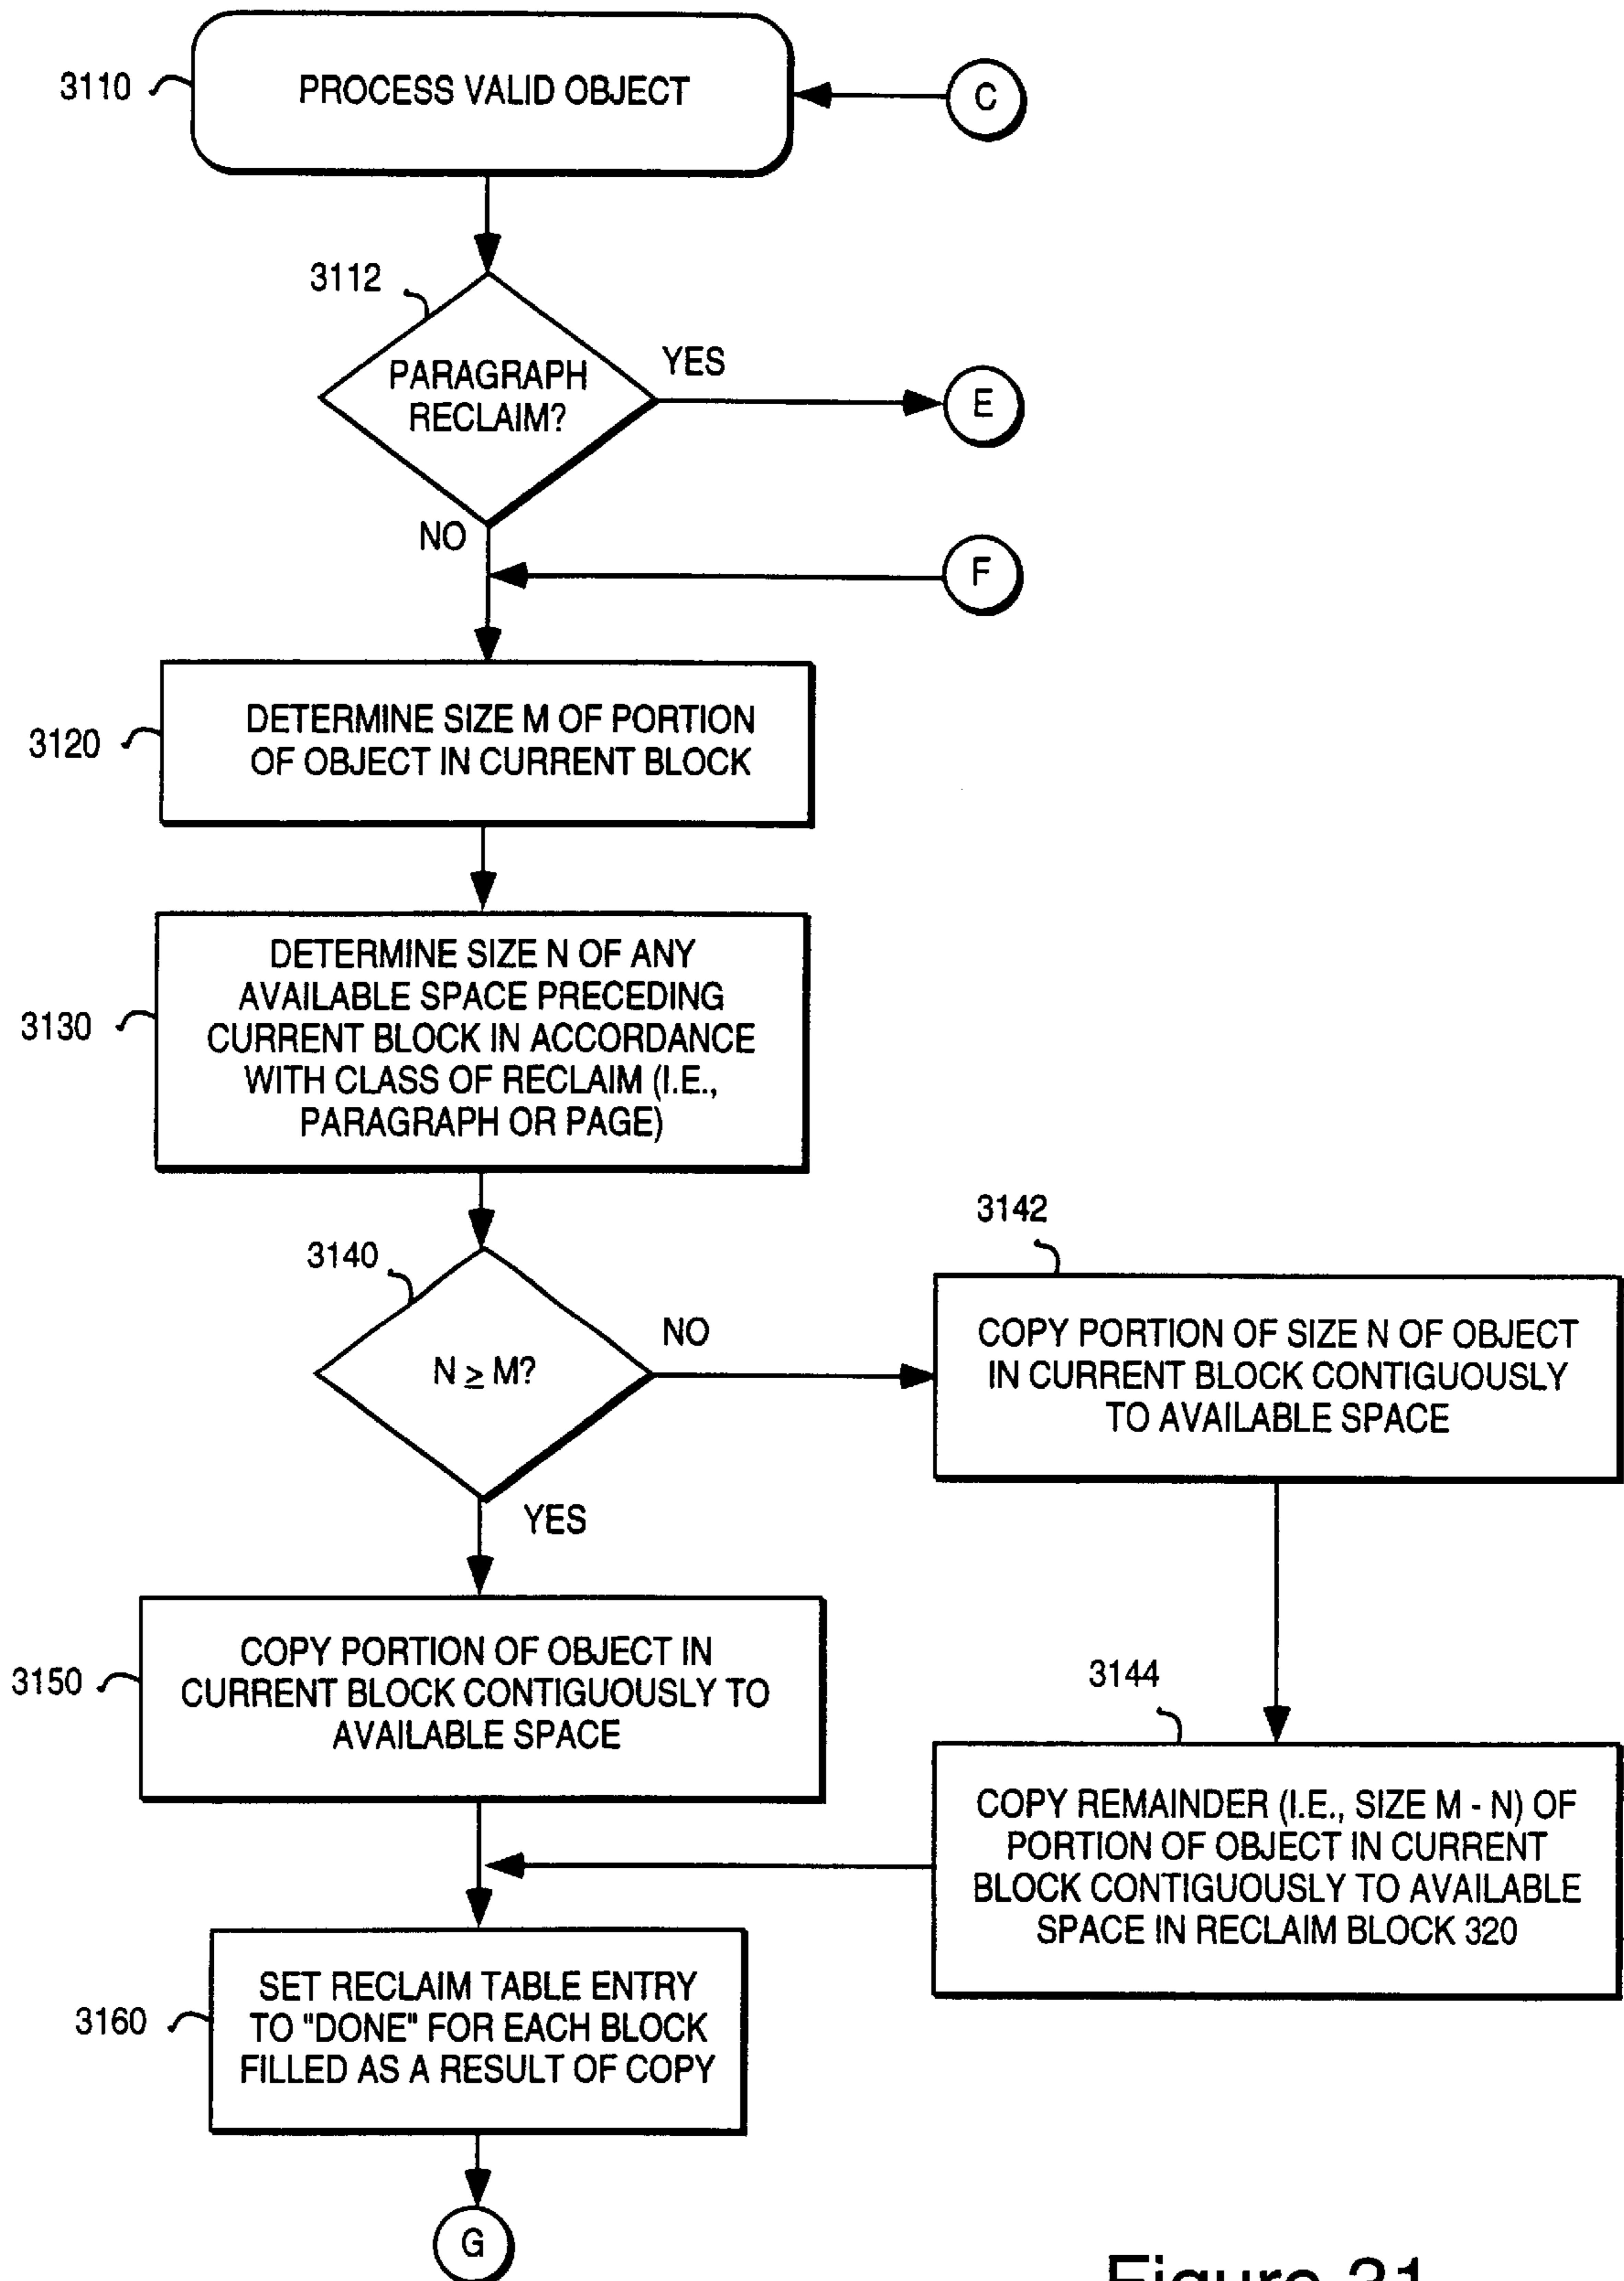 3110
PROCESS VALID OBJECT
C
3112
PARAGRAPH
RECLAIM?
YES
E
NO
F
3120
DETERMINE SIZE M OF PORTION
OF OBJECT IN CURRENT BLOCK
3130
DETERMINE SIZE N OF ANY
AVAILABLE SPACE PRECEDING
CURRENT BLOCK IN ACCORDANCE
WITH CLASS OF RECLAIM (I.E.,
PARAGRAPH OR PAGE)
3140
N ≥ M?
NO
3142
COPY PORTION OF SIZE N OF OBJECT
IN CURRENT BLOCK CONTIGUOUSLY
TO AVAILABLE SPACE
YES
3150
COPY PORTION OF OBJECT IN
CURRENT BLOCK CONTIGUOUSLY TO
AVAILABLE SPACE
3144
COPY REMAINDER (I.E., SIZE M - N) OF
PORTION OF OBJECT IN CURRENT
BLOCK CONTIGUOUSLY TO AVAILABLE
SPACE IN RECLAIM BLOCK 320
3160
SET RECLAIM TABLE ENTRY
TO "DONE" FOR EACH BLOCK
FILLED AS A RESULT OF COPY
G
Figure 31